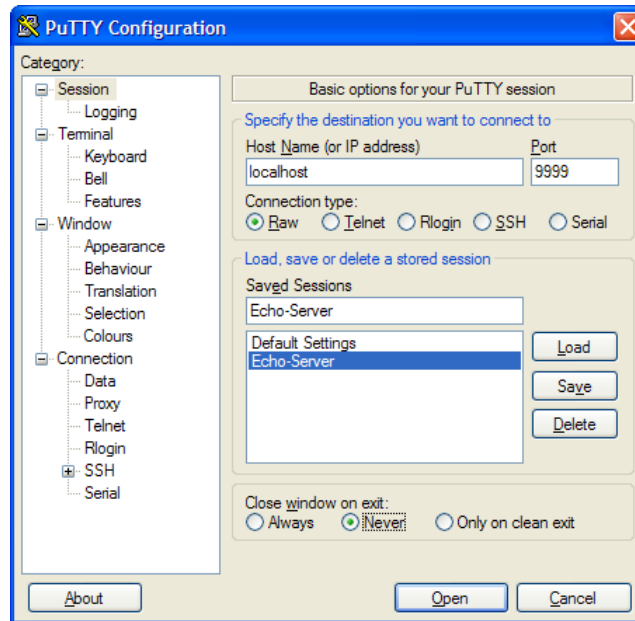 PuTTY Configuration
Category:
Session
Logging
Terminal
Keyboard
Bell
Features
Window
Appearance
Behaviour
Translation
Selection
Colours
Connection
Data
Proxy
Telnet
Rlogin
SSH
Serial
Basic options for your PuTTY session
Specify the destination you want to connect to
Host Name (or IP address) Port
localhost 9999
Connection type:
Raw Telnet Rlogin SSH Serial
Load, save or delete a stored session
Saved Sessions
Echo-Server
Default Settings
Echo-Server
Load
Save
Delete
Close window on exit:
Always Never Only on clean exit
About Open Cancel